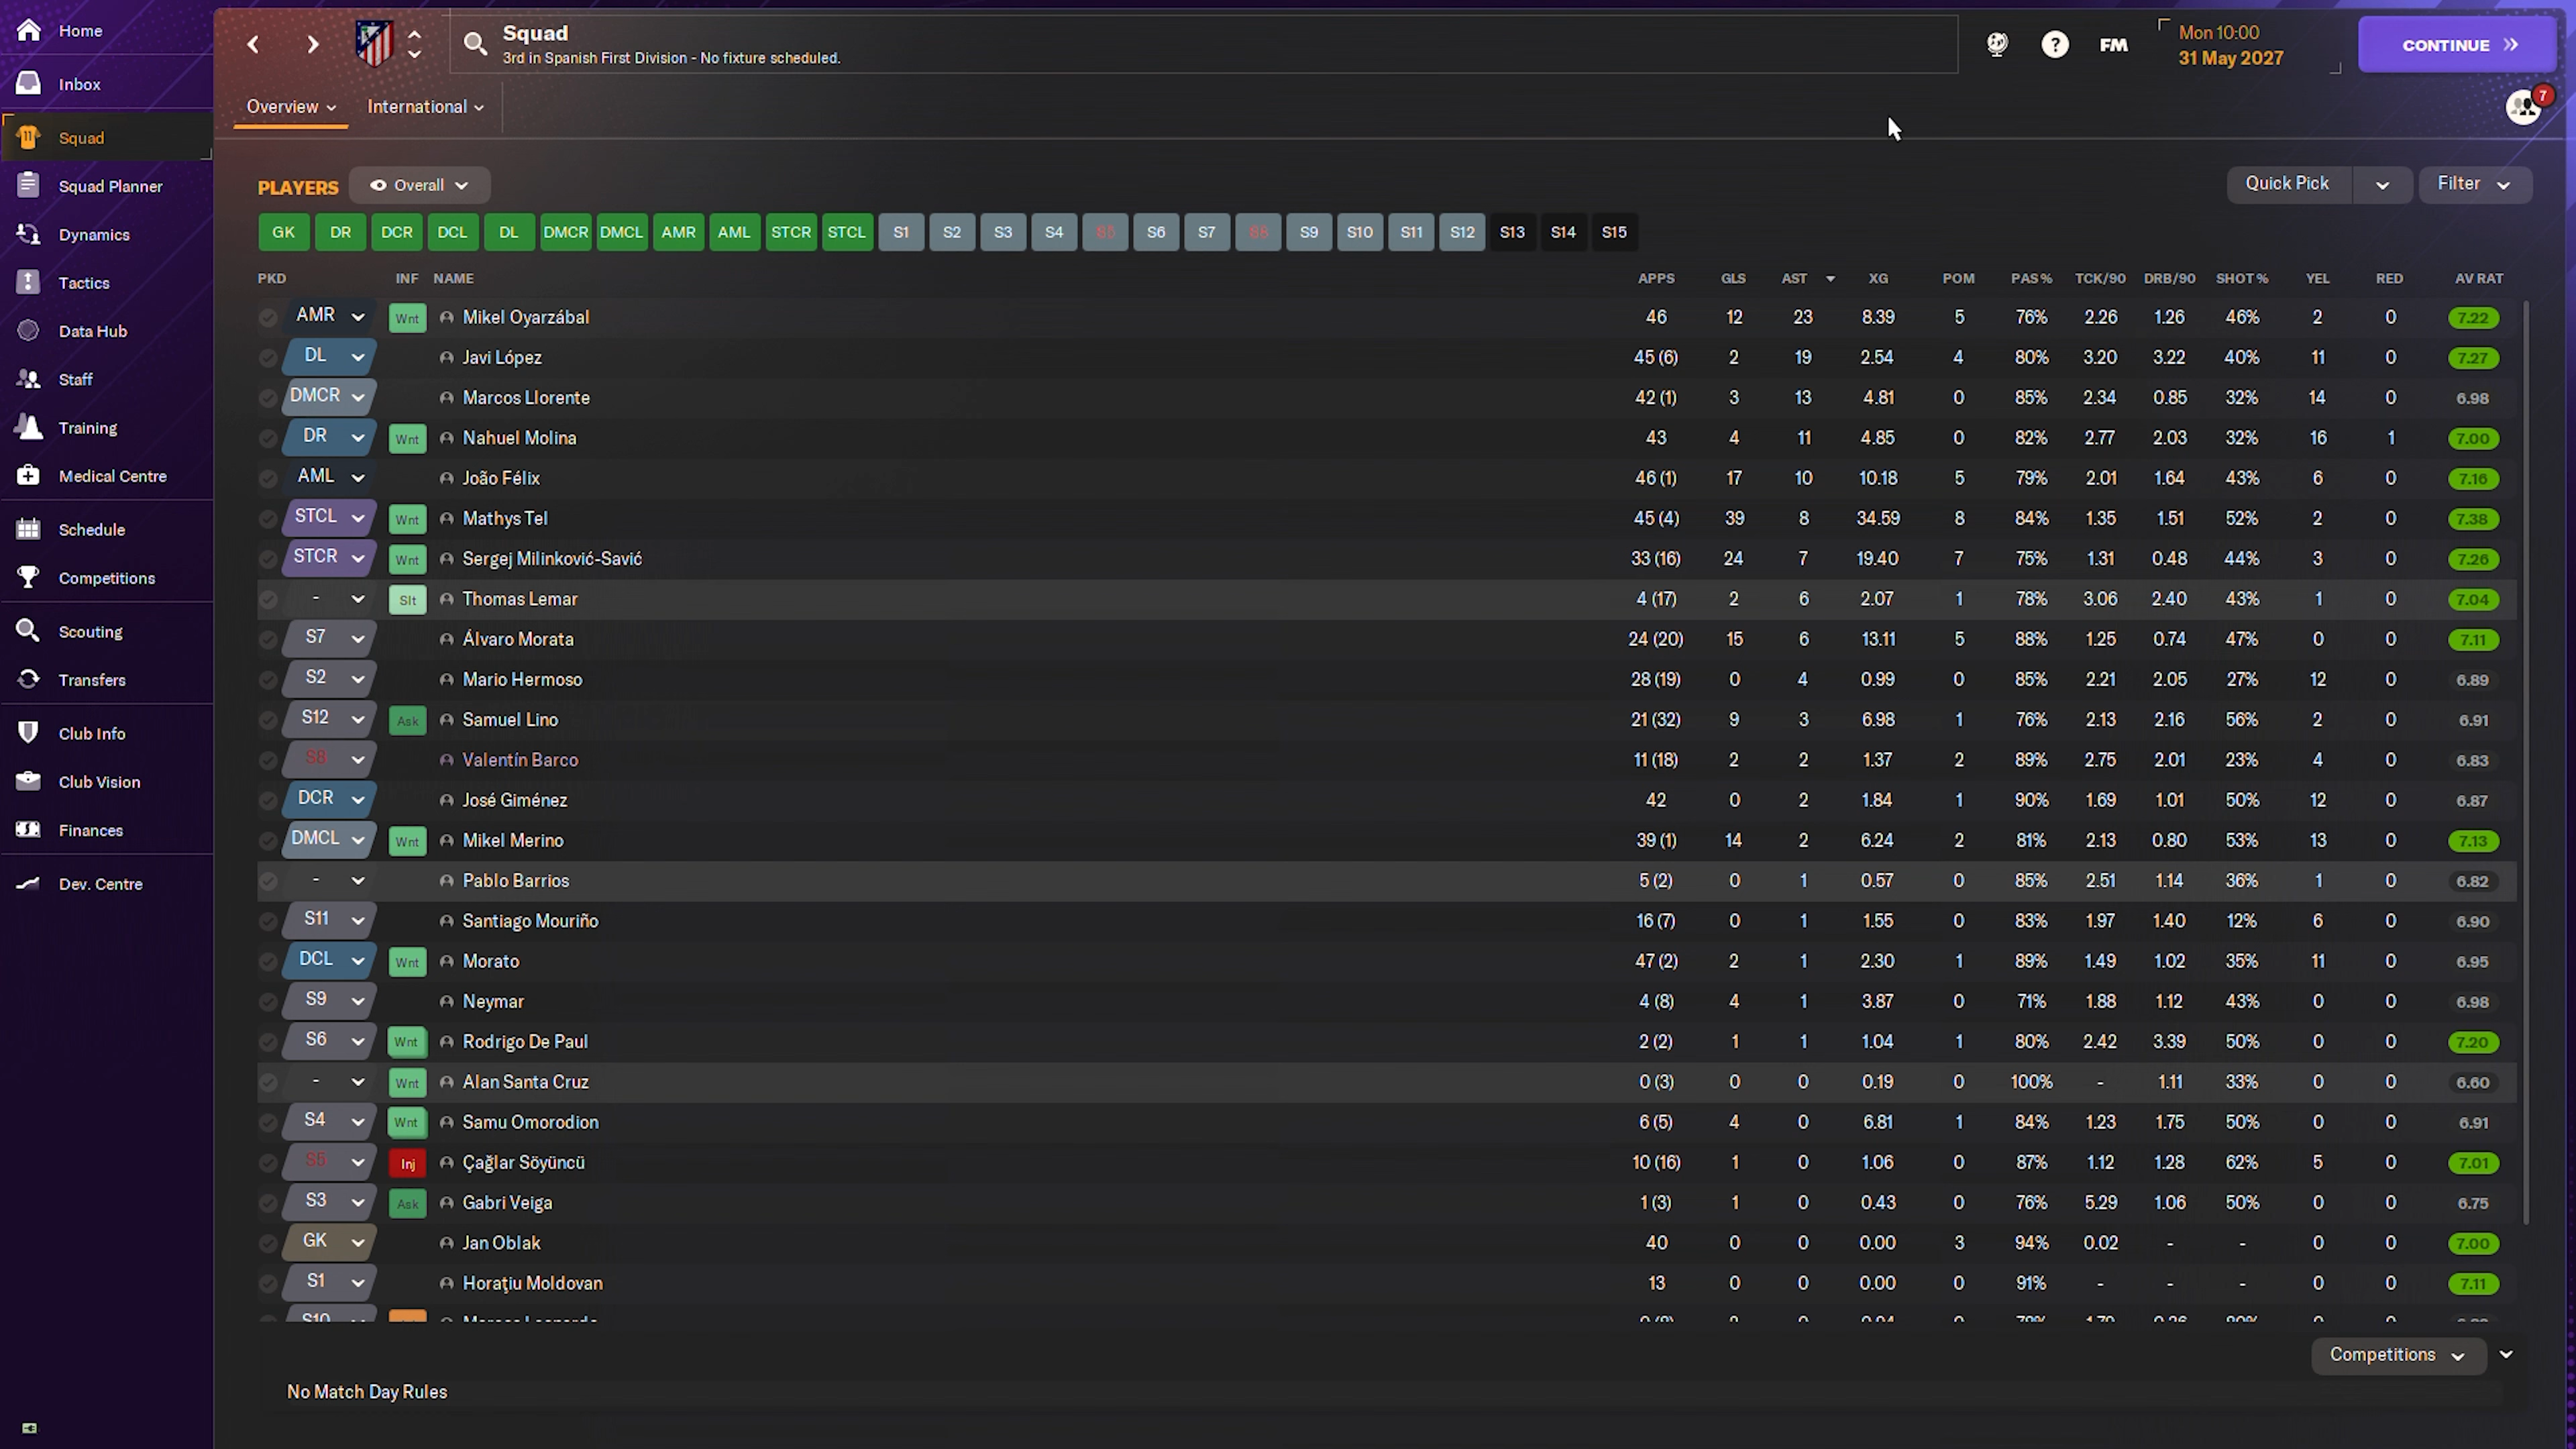 Home
Inbox
Squad
Squad Planner
Dynamics
Tactics
Data Hub
Staff
Training
Medical Centre
Schedule
Competitions
Scouting
Transfers
Club Info
Club Vision
Finances
Dev. Centre
Squad
3rd in Spanish First Division - No fixture scheduled.
FM
Mon 10:00
31 May 2027
CONTINUE
Overview International
7
PLAYERS Overall Quick Pick Filter
GK DR DCR DCL DL DMCR DMCL AMR AML STCR STCL S1 S2 S3 S4 S5 S6 S7 S8 S9 S10 S11 S12 S13 S14 S15
PKD INF NAME APPS GLS AST XG POM PAS% TCK/90 DRB/90 SHOT% YEL RED AV RAT
AMR Wnt Mikel Oyarzábal 46 12 23 8.39 5 76% 2.26 1.26 46% 2 0 7.22
DL Javi López 45 (6) 2 19 2.54 4 80% 3.20 3.22 40% 11 0 7.27
DMCR Marcos Llorente 42 (1) 3 13 4.81 0 85% 2.34 0.85 32% 14 0 6.98
DR Wnt Nahuel Molina 43 4 11 4.85 0 82% 2.77 2.03 32% 16 1 7.00
AML João Félix 46 (1) 17 10 10.18 5 79% 2.01 1.64 43% 6 0 7.16
STCL Wnt Mathys Tel 45 (4) 39 8 34.59 8 84% 1.35 1.51 52% 2 0 7.38
STCR Wnt Sergej Milinković-Savić 33 (16) 24 7 19.40 7 75% 1.31 0.48 44% 3 0 7.26
- Slt Thomas Lemar 4 (17) 2 6 2.07 1 78% 3.06 2.40 43% 1 0 7.04
S7 Álvaro Morata 24 (20) 15 6 13.11 5 88% 1.25 0.74 47% 0 0 7.11
S2 Mario Hermoso 28 (19) 0 4 0.99 0 85% 2.21 2.05 27% 12 0 6.89
S12 Ask Samuel Lino 21 (32) 9 3 6.98 1 76% 2.13 2.16 56% 2 0 6.91
S8 Valentín Barco 11 (18) 2 2 1.37 2 89% 2.75 2.01 23% 4 0 6.83
DCR José Giménez 42 0 2 1.84 1 90% 1.69 1.01 50% 12 0 6.87
DMCL Wnt Mikel Merino 39 (1) 14 2 6.24 2 81% 2.13 0.80 53% 13 0 7.13
- Pablo Barrios 5 (2) 0 1 0.57 0 85% 2.51 1.14 36% 1 0 6.82
S11 Santiago Mouriño 16 (7) 0 1 1.55 0 83% 1.97 1.40 12% 6 0 6.90
DCL Wnt Morato 47 (2) 2 1 2.30 1 89% 1.49 1.02 35% 11 0 6.95
S9 Neymar 4 (8) 4 1 3.87 0 71% 1.88 1.12 43% 0 0 6.98
S6 Wnt Rodrigo De Paul 2 (2) 1 1 1.04 1 80% 2.42 3.39 50% 0 0 7.20
- Wnt Alan Santa Cruz 0 (3) 0 0 0.19 0 100% - 1.11 33% 0 0 6.60
S4 Wnt Samu Omorodion 6 (5) 4 0 6.81 1 84% 1.23 1.75 50% 0 0 6.91
S5 Inj Çağlar Söyüncü 10 (16) 1 0 1.06 0 87% 1.12 1.28 62% 5 0 7.01
S3 Ask Gabri Veiga 1 (3) 1 0 0.43 0 76% 5.29 1.06 50% 0 0 6.75
GK Jan Oblak 40 0 0 0.00 3 94% 0.02 - - 0 0 7.00
S1 Horaţiu Moldovan 13 0 0 0.00 0 91% - - - 0 0 7.11
S10
Competitions
No Match Day Rules